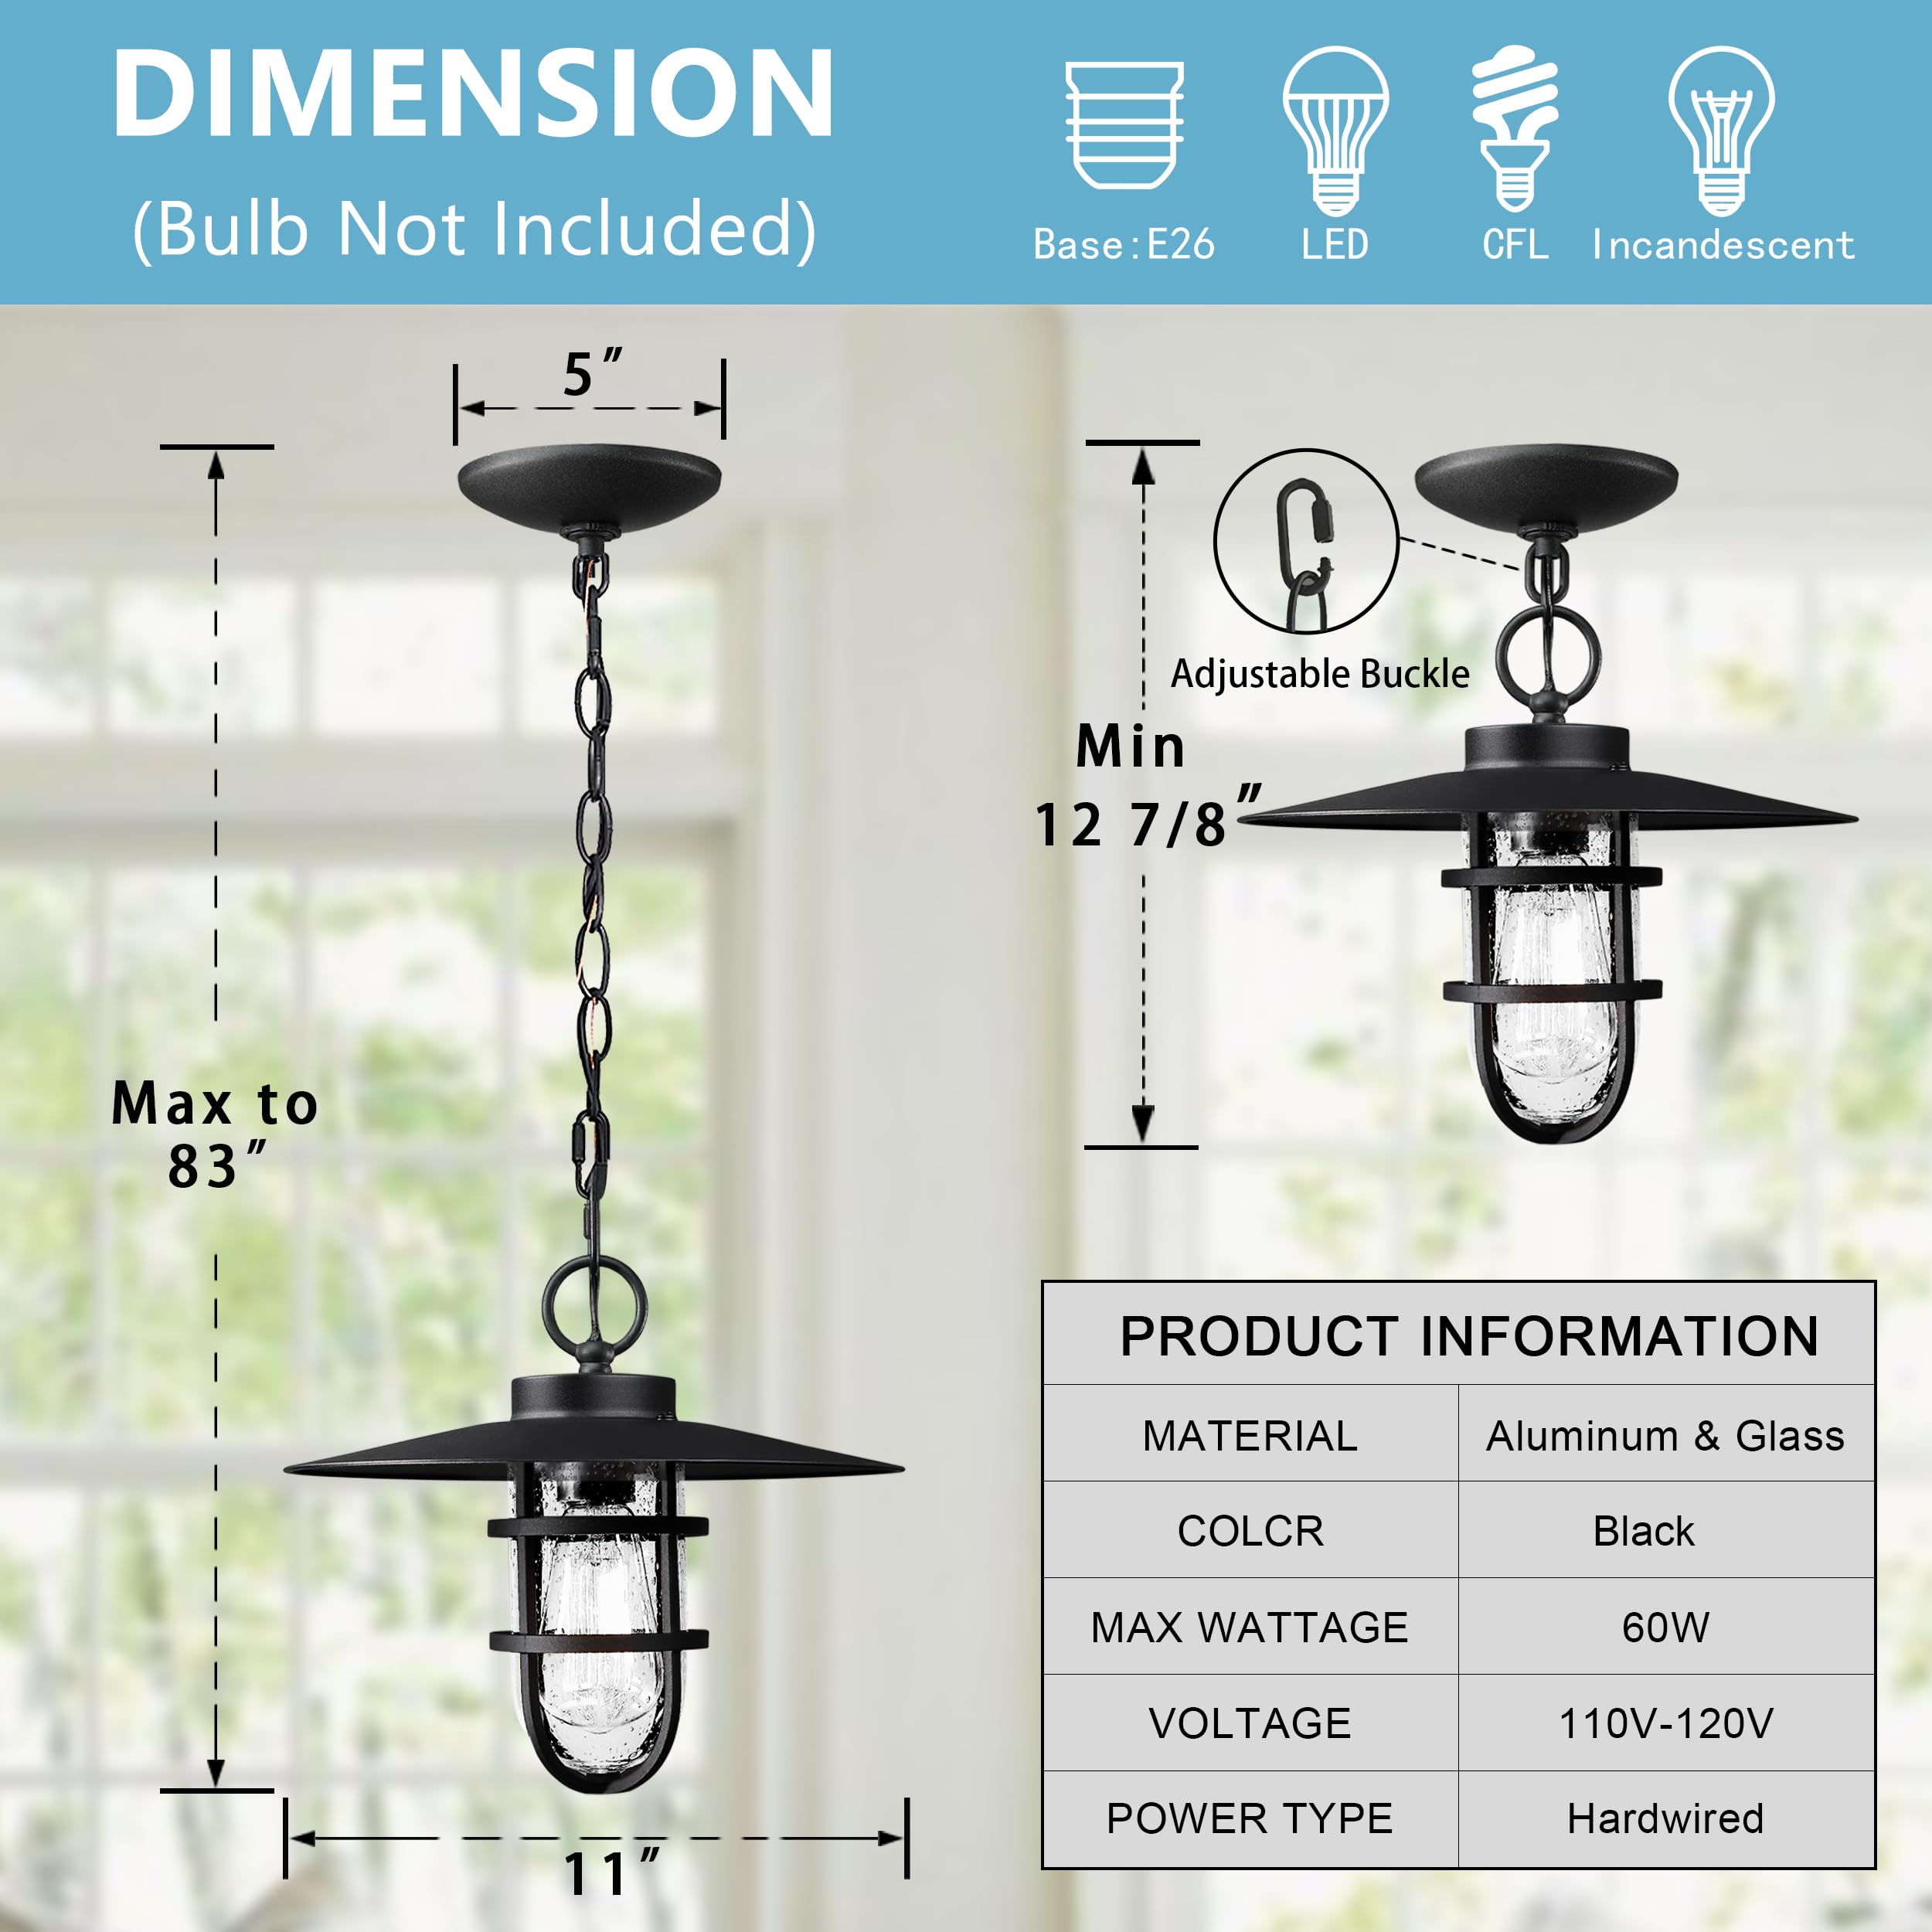 DIMENSION
(Bulb Not Included)
Base:E26 LED CFL Incandescent
5″
Max to
83″
11″
Adjustable Buckle
Min
12 7/8″
PRODUCT INFORMATION
MATERIAL Aluminum & Glass
COLCR Black
MAX WATTAGE 60W
VOLTAGE 110V-120V
POWER TYPE Hardwired